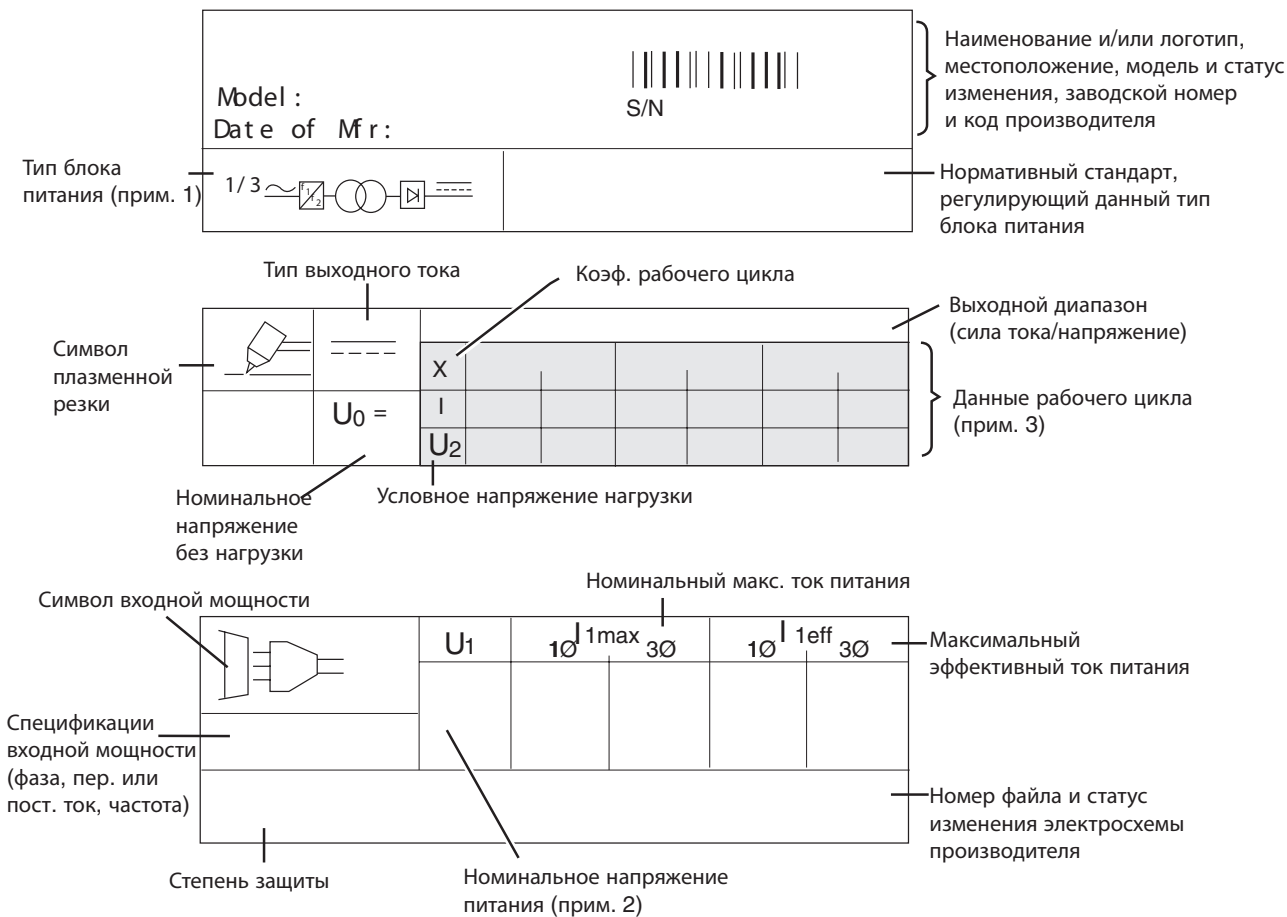 Наименование и/или логотип,
местоположение, модель и статус
изменения, заводской номер
и код производителя
Model :
S/N
Date of Mfr :
Тип блока
питания (прим. 1)
1/3
f1
f2
Нормативный стандарт,
регулирующий данный тип
блока питания
Тип выходного тока
Коэф. рабочего цикла
Выходной диапазон
(сила тока/напряжение)
Символ
плазменной
резки
X
I
U0 =
U2
Данные рабочего цикла
(прим. 3)
Номинальное
напряжение
без нагрузки
Условное напряжение нагрузки
Номинальный макс. ток питания
Символ входной мощности
U1
1Ø I 1max 3Ø
1Ø I 1eff 3Ø
Максимальный
эффективный ток питания
Спецификации
входной мощности
(фаза, пер. или
пост. ток, частота)
Номер файла и статус
изменения электросхемы
производителя
Степень защиты
Номинальное напряжение
питания (прим. 2)